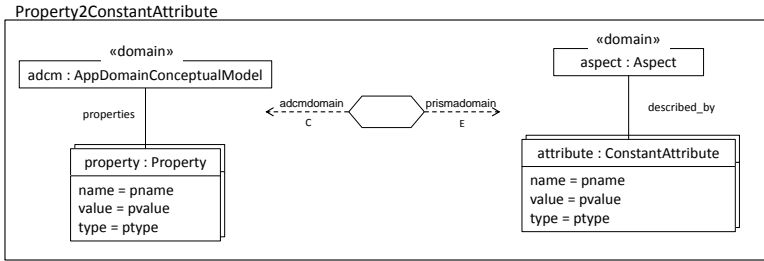 Property2ConstantAttribute
«domain»
adcm : AppDomainConceptualModel
properties
property : Property
name = pname
value = pvalue
type = ptype
adcmdomain
C
prismadomain
E
«domain»
aspect : Aspect
described_by
attribute : ConstantAttribute
name = pname
value = pvalue
type = ptype